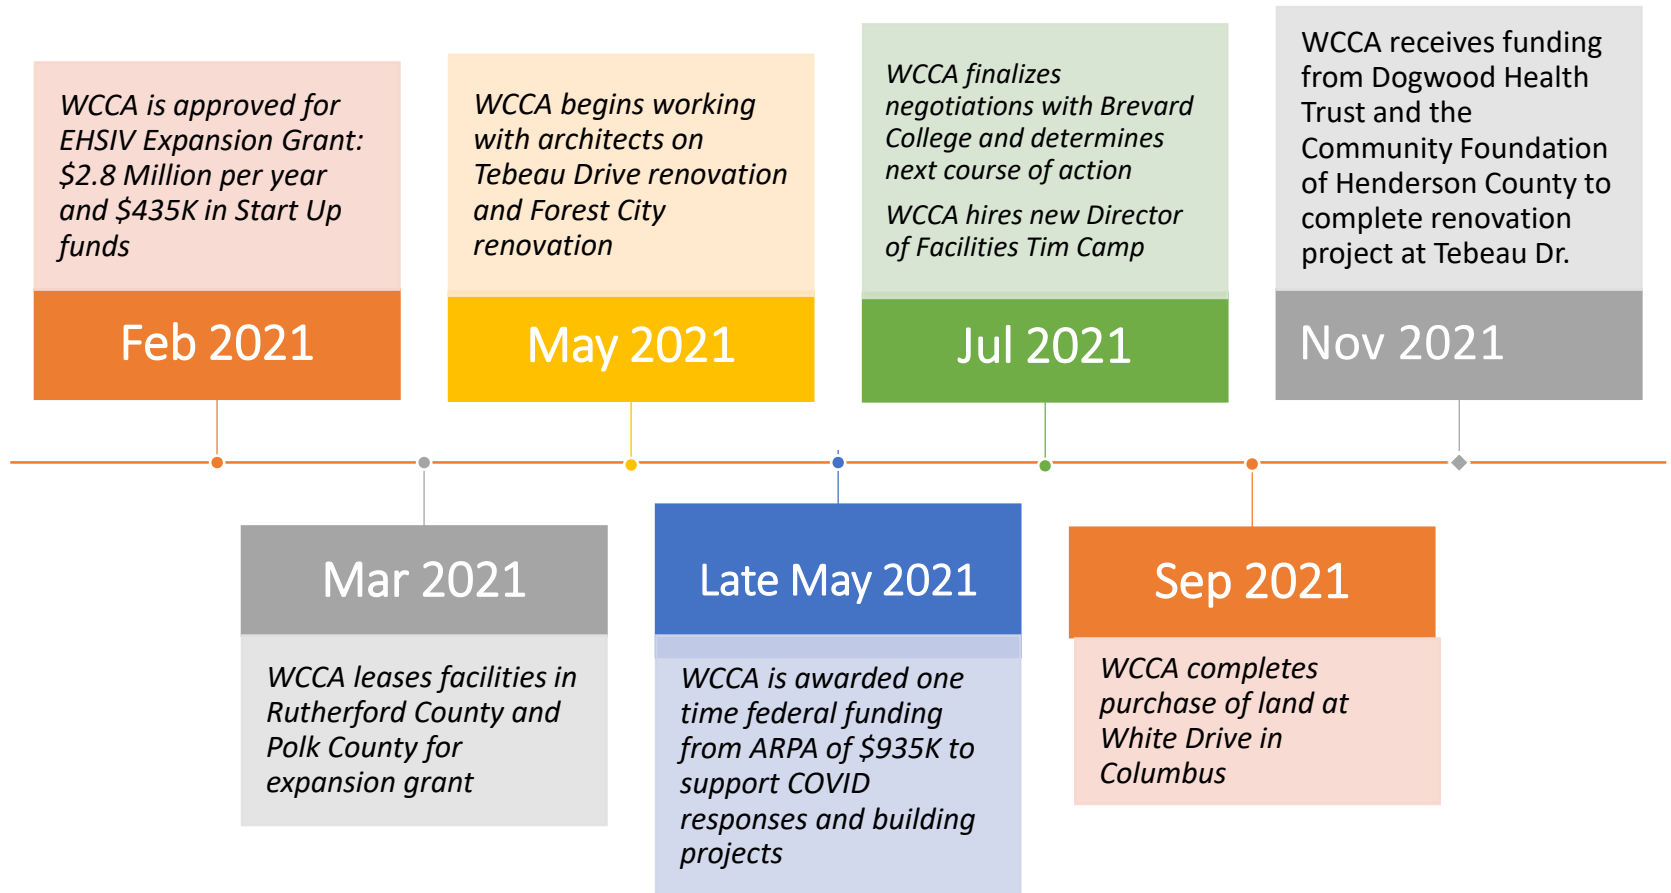 WCCA is approved for
EHSIV Expansion Grant:
$2.8 Million per year
and $435K in Start Up
funds
Feb 2021
Mar 2021
WCCA leases facilities in
Rutherford County and
Polk County for
expansion grant
WCCA begins working
with architects on
Tebeau Drive renovation
and Forest City
renovation
May 2021
Late May 2021
WCCA is awarded one
time federal funding
from ARPA of $935K to
support COVID
responses and building
projects
WCCA finalizes
negotiations with Brevard
College and determines
next course of action
WCCA hires new Director
of Facilities Tim Camp
Jul 2021
Sep 2021
WCCA completes
purchase of land at
White Drive in
Columbus
WCCA receives funding
from Dogwood Health
Trust and the
Community Foundation
of Henderson County to
complete renovation
project at Tebeau Dr.
Nov 2021